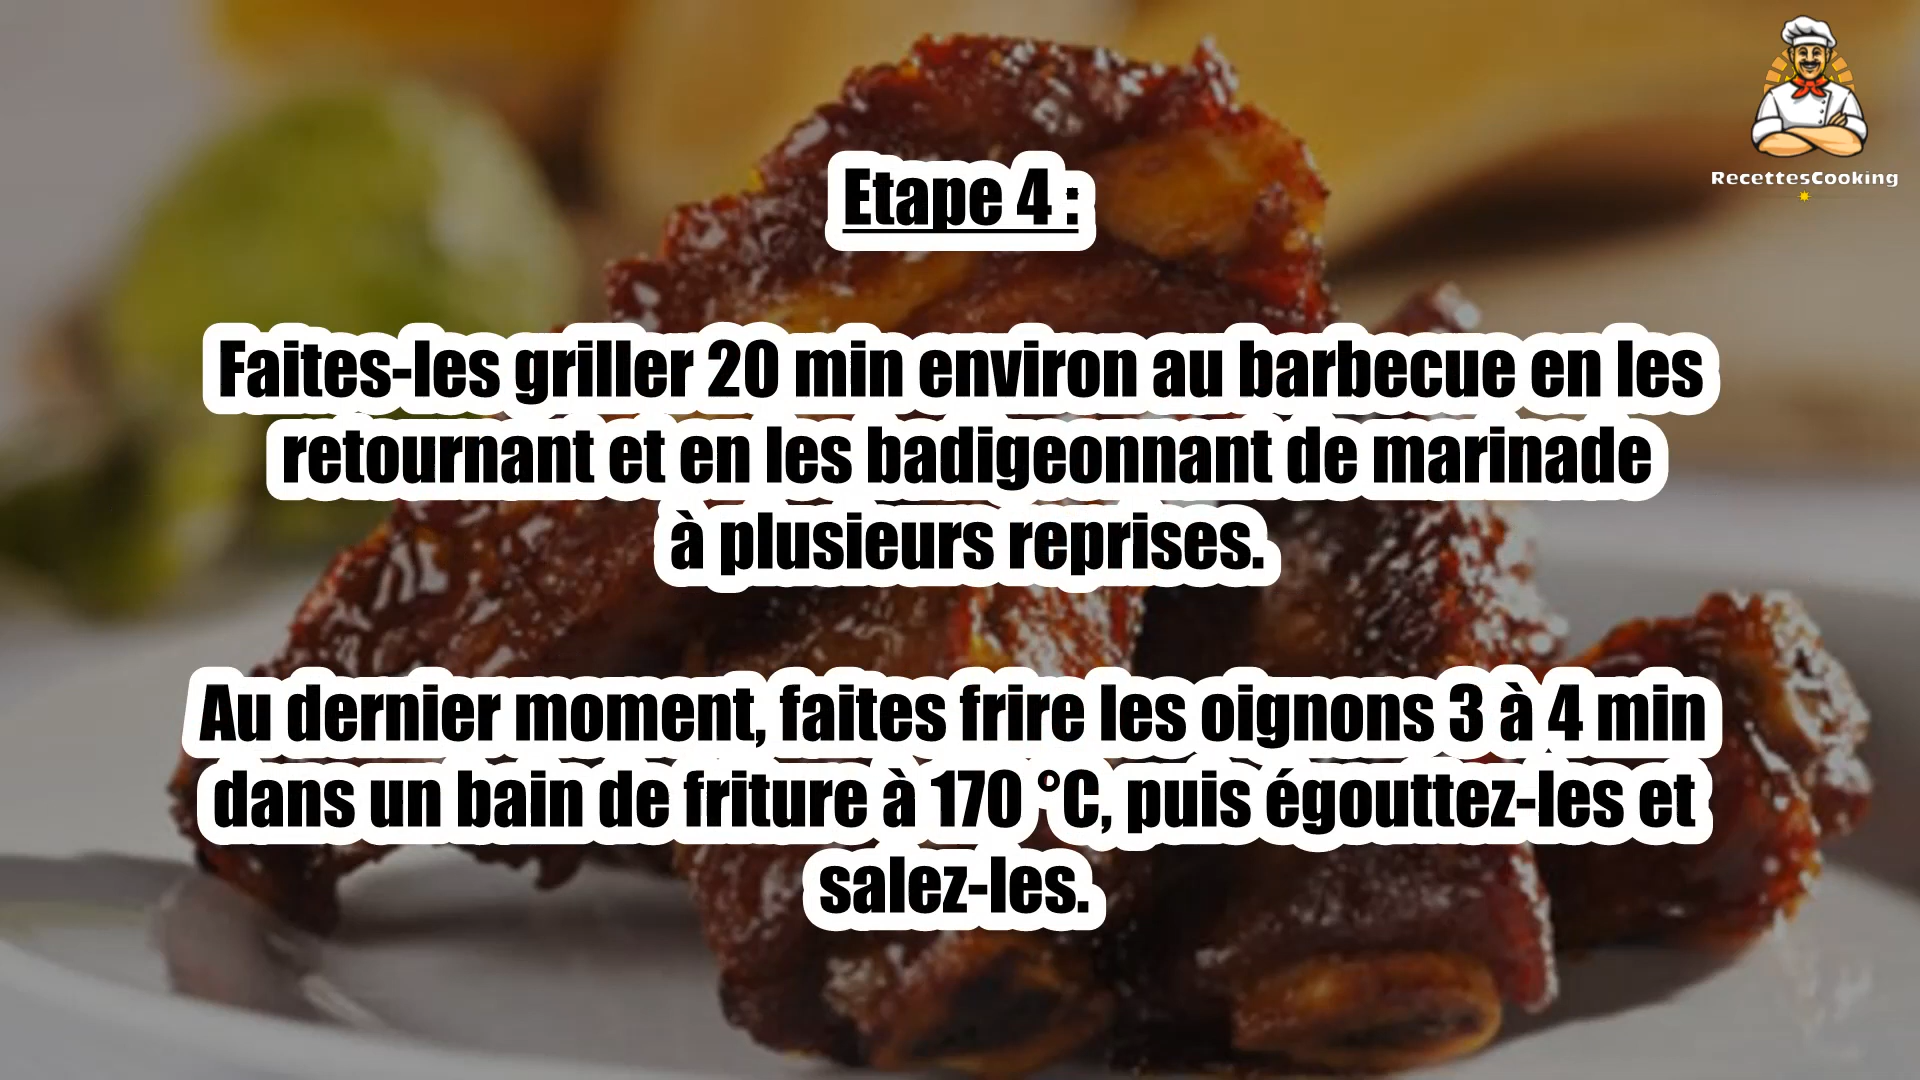 RecettesCooking
Etape 4 :
Faites-les griller 20 min environ au barbecue en les
retournant et en les badigeonnant de marinade
à plusieurs reprises.
Au dernier moment, faites frire les oignons 3 à 4 min
dans un bain de friture à 170 °C, puis égouttez-les et
salez-les.